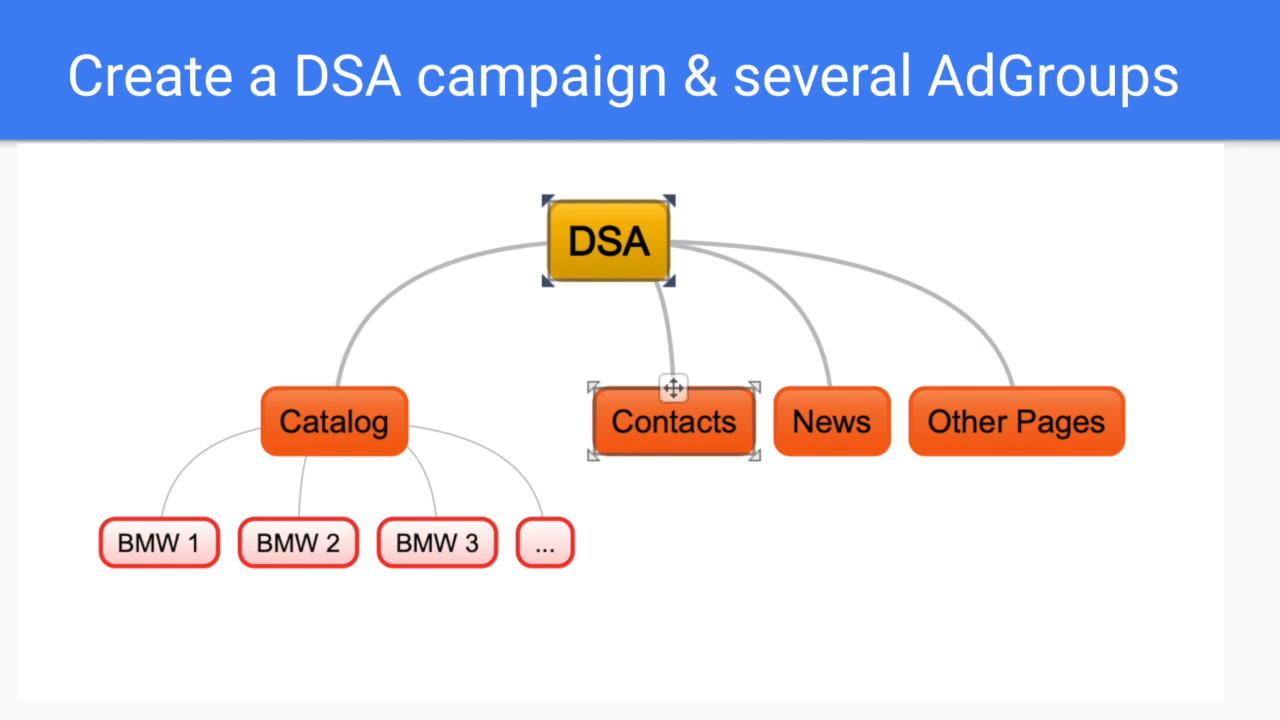 Create a DSA campaign & several AdGroups
DSA
Catalog
Contacts
News
Other Pages
BMW 1
BMW 2
BMW 3
...